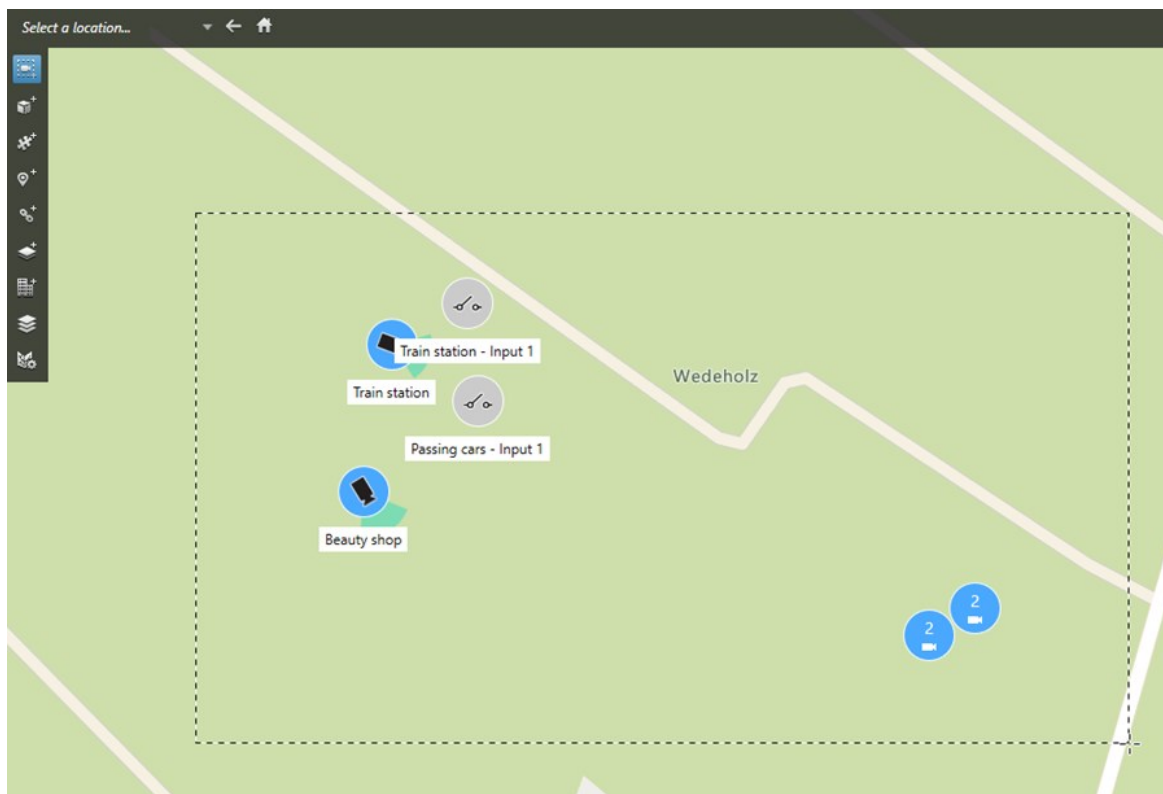 Select a location...
Train station - Input 1
Wedeholz
Train station
Passing cars - Input 1
Beauty shop
2
2